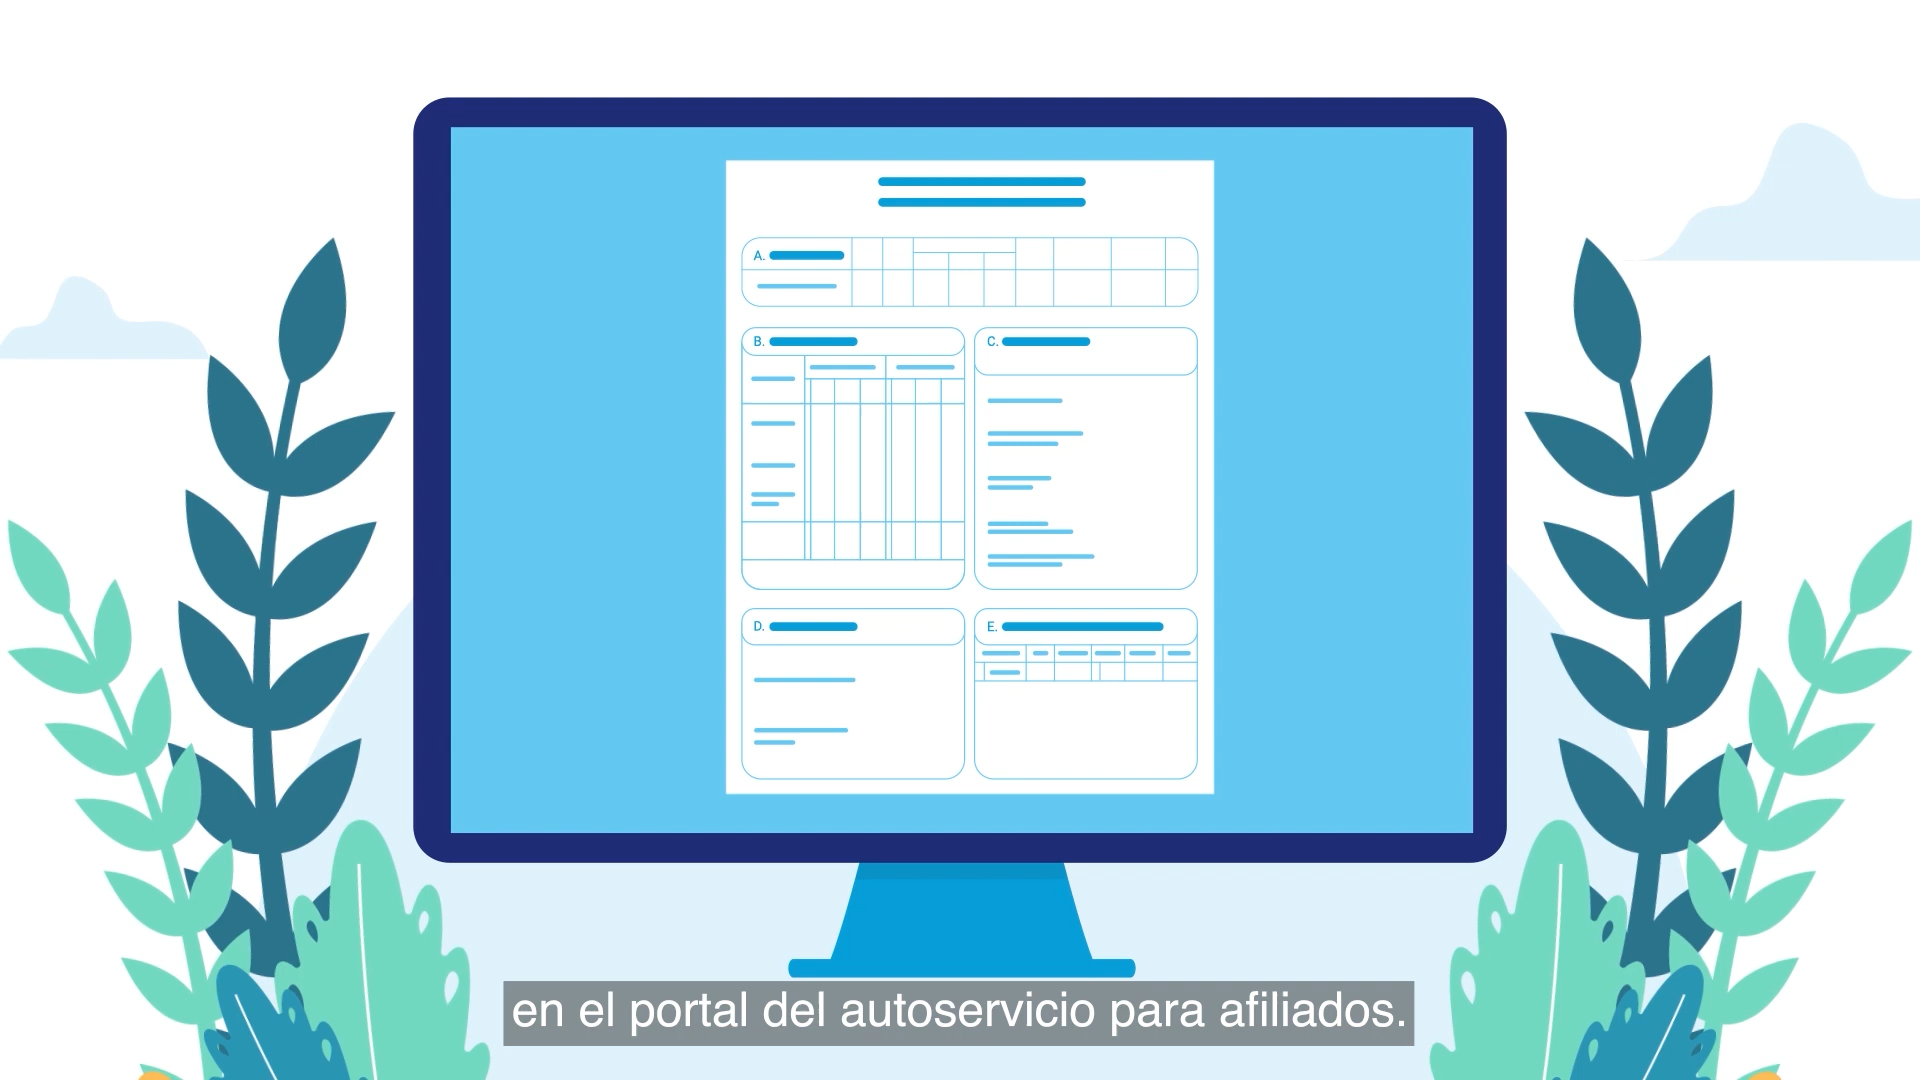 A.
B.
C.
D.
E.
en el portal del autoservicio para afiliados.